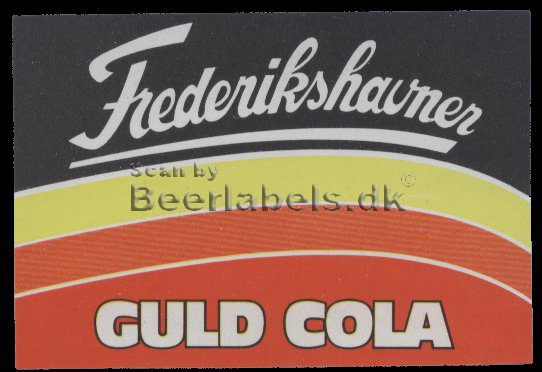 Frederikshavner
Scan by
Beerlabels.dk ©
GULD COLA